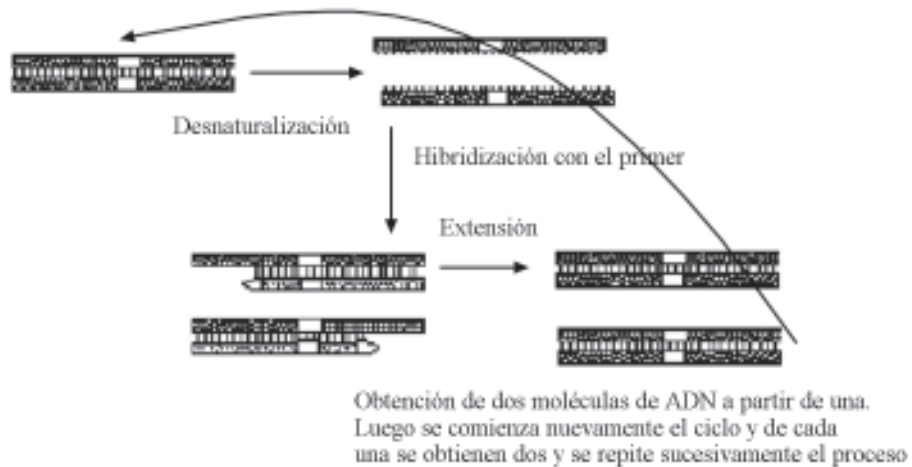 Desnaturalización
Hibridización con el primer
Extensión
Obtención de dos moléculas de ADN a partir de una.
Luego se comienza nuevamente el ciclo y de cada
una se obtienen dos y se repite sucesivamente el proceso